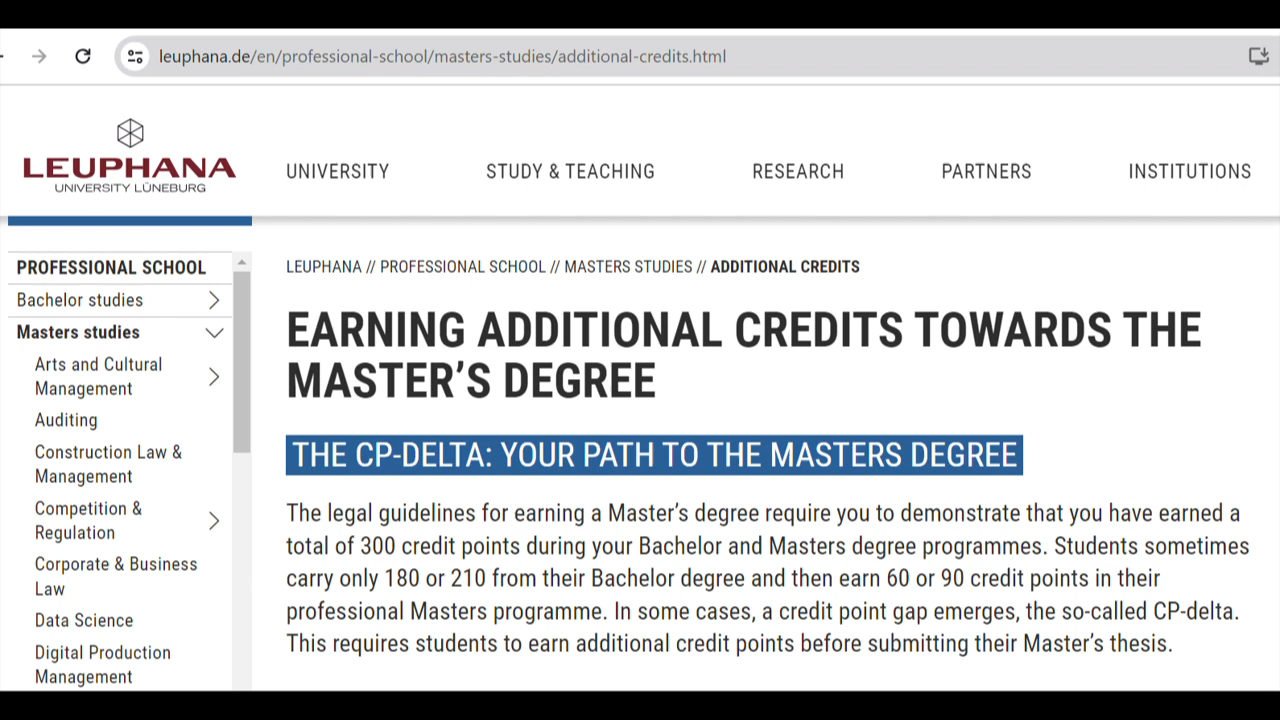 leuphana.de/en/professional-school/masters-studies/additional-credits.html
LEUPHANA
UNIVERSITY LÜNEBURG
UNIVERSITY
STUDY & TEACHING
RESEARCH
PARTNERS
INSTITUTIONS
PROFESSIONAL SCHOOL
Bachelor studies
Masters studies
Arts and Cultural
Management
Auditing
Construction Law &
Management
Competition &
Regulation
Corporate & Business
Law
Data Science
Digital Production
Management
LEUPHANA // PROFESSIONAL SCHOOL // MASTERS STUDIES // ADDITIONAL CREDITS
EARNING ADDITIONAL CREDITS TOWARDS THE
MASTER’S DEGREE
THE CP-DELTA: YOUR PATH TO THE MASTERS DEGREE
The legal guidelines for earning a Master’s degree require you to demonstrate that you have earned a
total of 300 credit points during your Bachelor and Masters degree programmes. Students sometimes
carry only 180 or 210 from their Bachelor degree and then earn 60 or 90 credit points in their
professional Masters programme. In some cases, a credit point gap emerges, the so-called CP-delta.
This requires students to earn additional credit points before submitting their Master’s thesis.